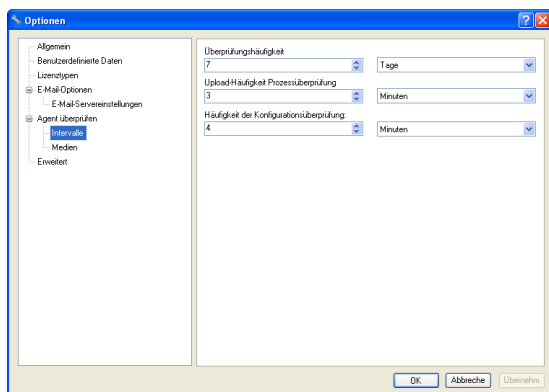 Optionen
Allgemein
Benutzerdefinierte Daten
Lizenztypen
E-Mail-Optionen
E-Mail-Servereinstellungen
Agent überprüfen
Intervalle
Medien
Erweitert
Überprüfungshäufigkeit
7 Tage
Upload-Häufigkeit Prozessüberprüfung
3 Minuten
Häufigkeit der Konfigurationsüberprüfung:
4 Minuten
OK Abbreche Übernehm